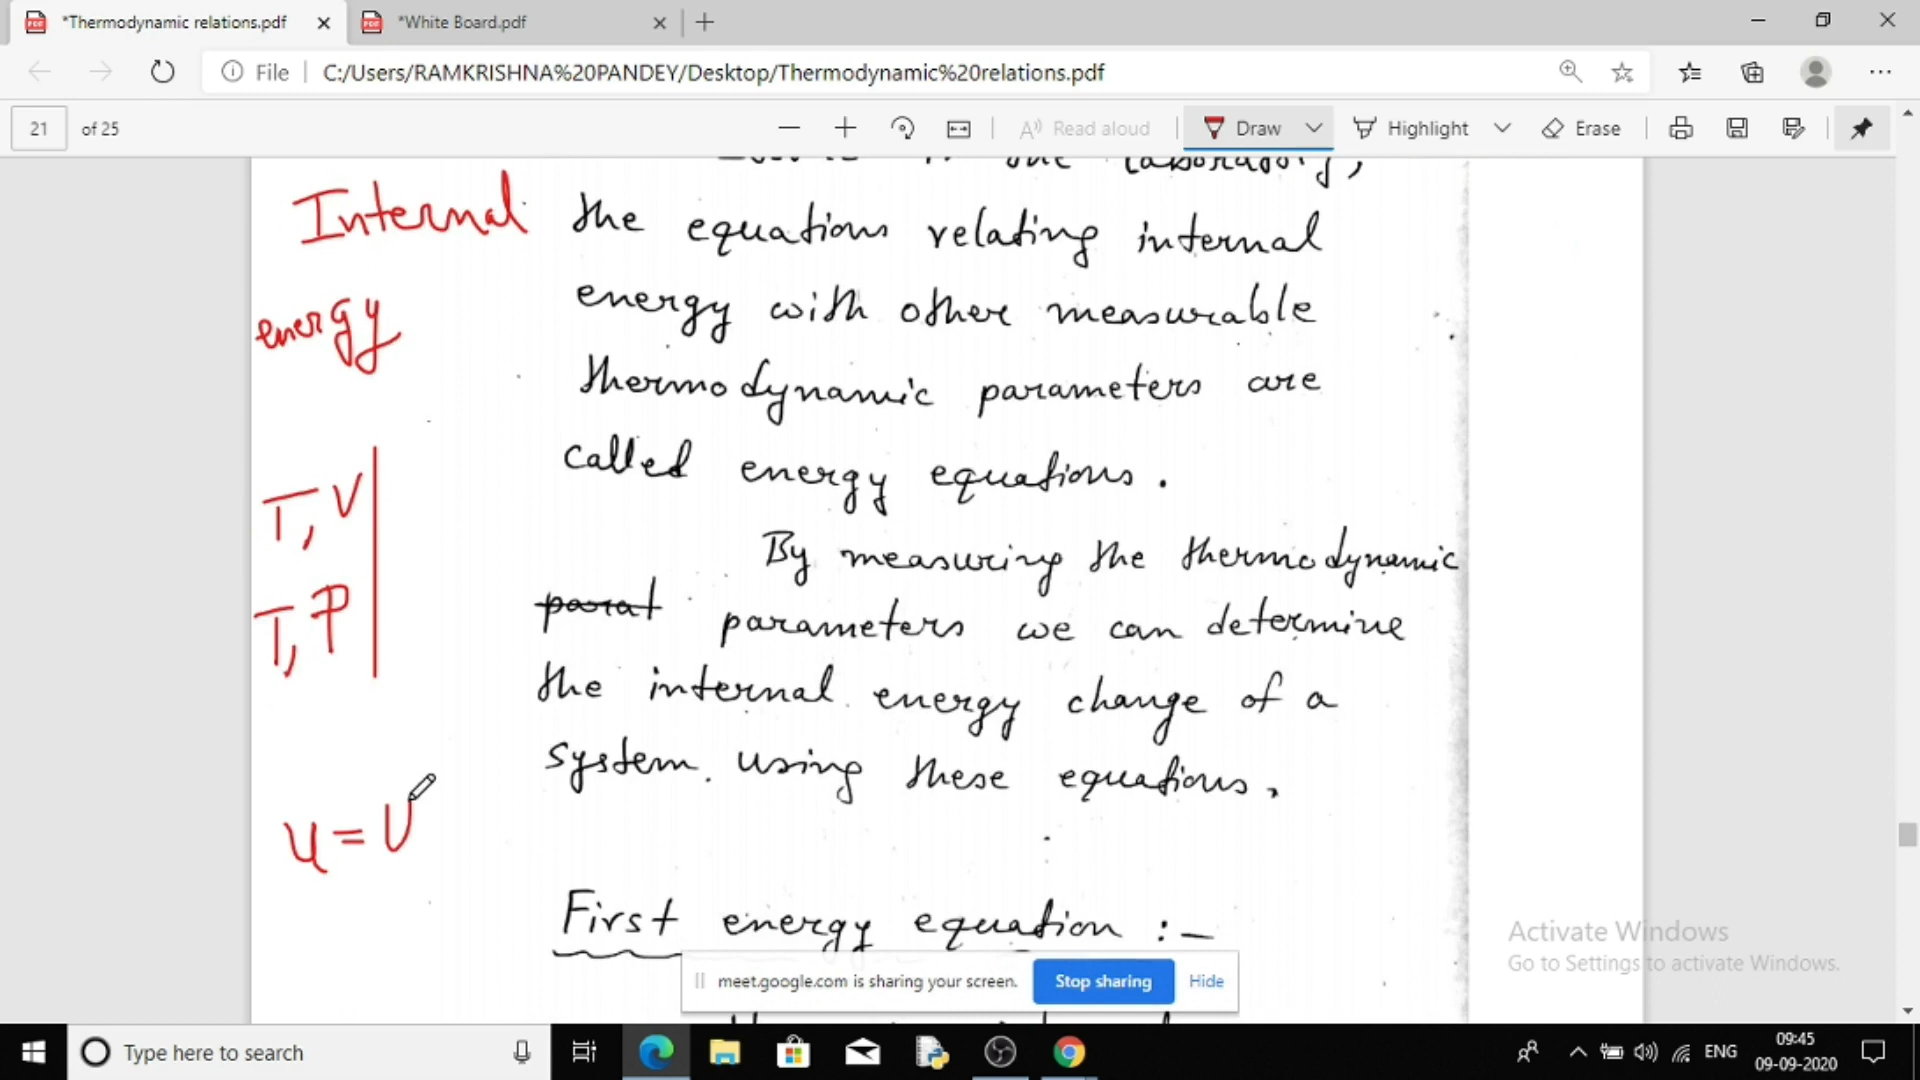 *Thermodynamic relations.pdf
*White Board.pdf
File
C:/Users/RAMKRISHNA%20PANDEY/Desktop/Thermodynamic%20relations.pdf
21 of 25
Read aloud
Draw
Highlight
Erase
the equations relating internal
energy with other measurable
thermodynamic parameters are
called energy equations.
By measuring the thermodynamic
parat parameters we can determine
the internal energy change of a
system. using these equations.
First energy equation :-
Internal
energy
T, V
T, P
U = U
Activate Windows
Go to Settings to activate Windows.
meet.google.com is sharing your screen.
Stop sharing
Hide
Type here to search
ENG
09:45
09-09-2020